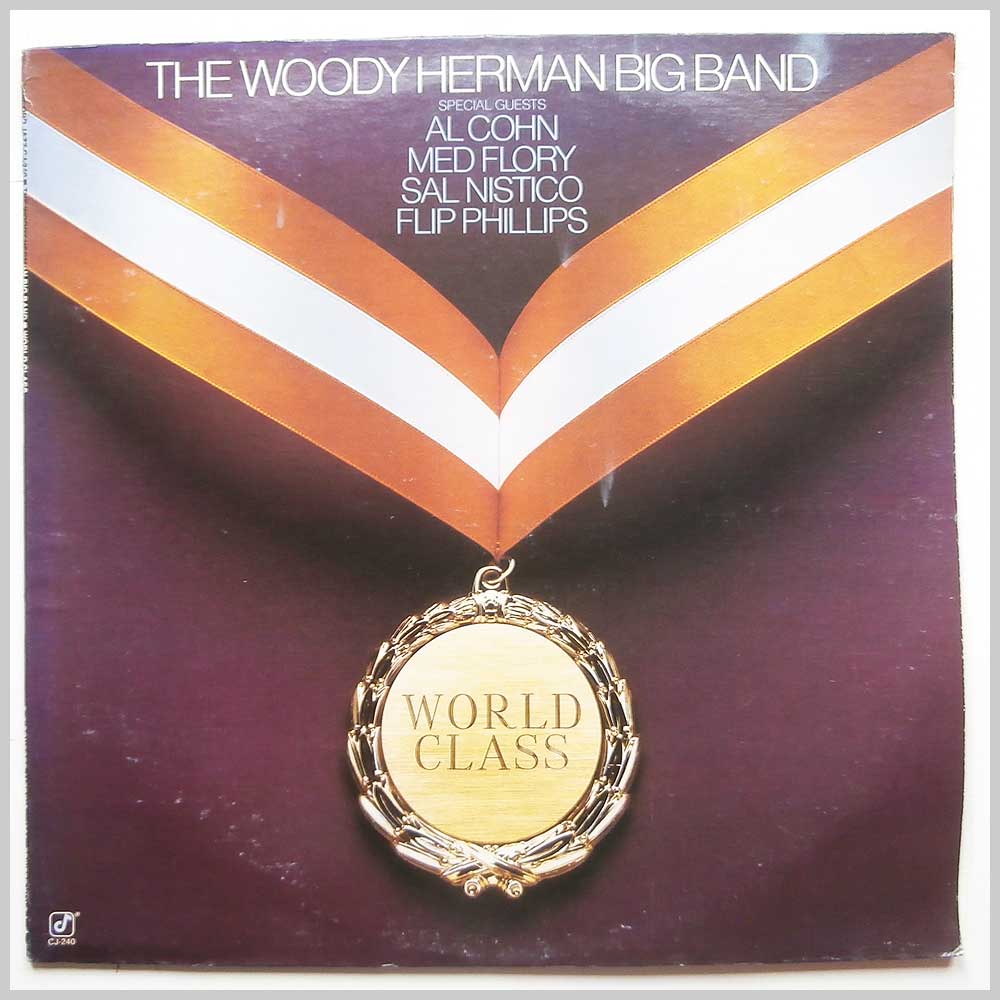 THE WOODY HERMAN BIG BAND
SPECIAL GUESTS
AL COHN
MED FLORY
SAL NISTICO
FLIP PHILLIPS
WORLD
CLASS
CJ-240